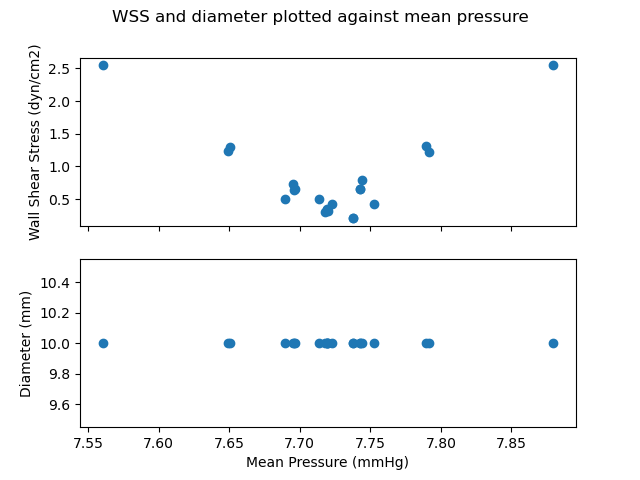 WSS and diameter plotted against mean pressure
Wall Shear Stress (dyn/cm2)
2.5
2.0
1.5
1.0
0.5
Diameter (mm)
10.4
10.2
10.0
9.8
9.6
7.55 7.60 7.65 7.70 7.75 7.80 7.85
Mean Pressure (mmHg)